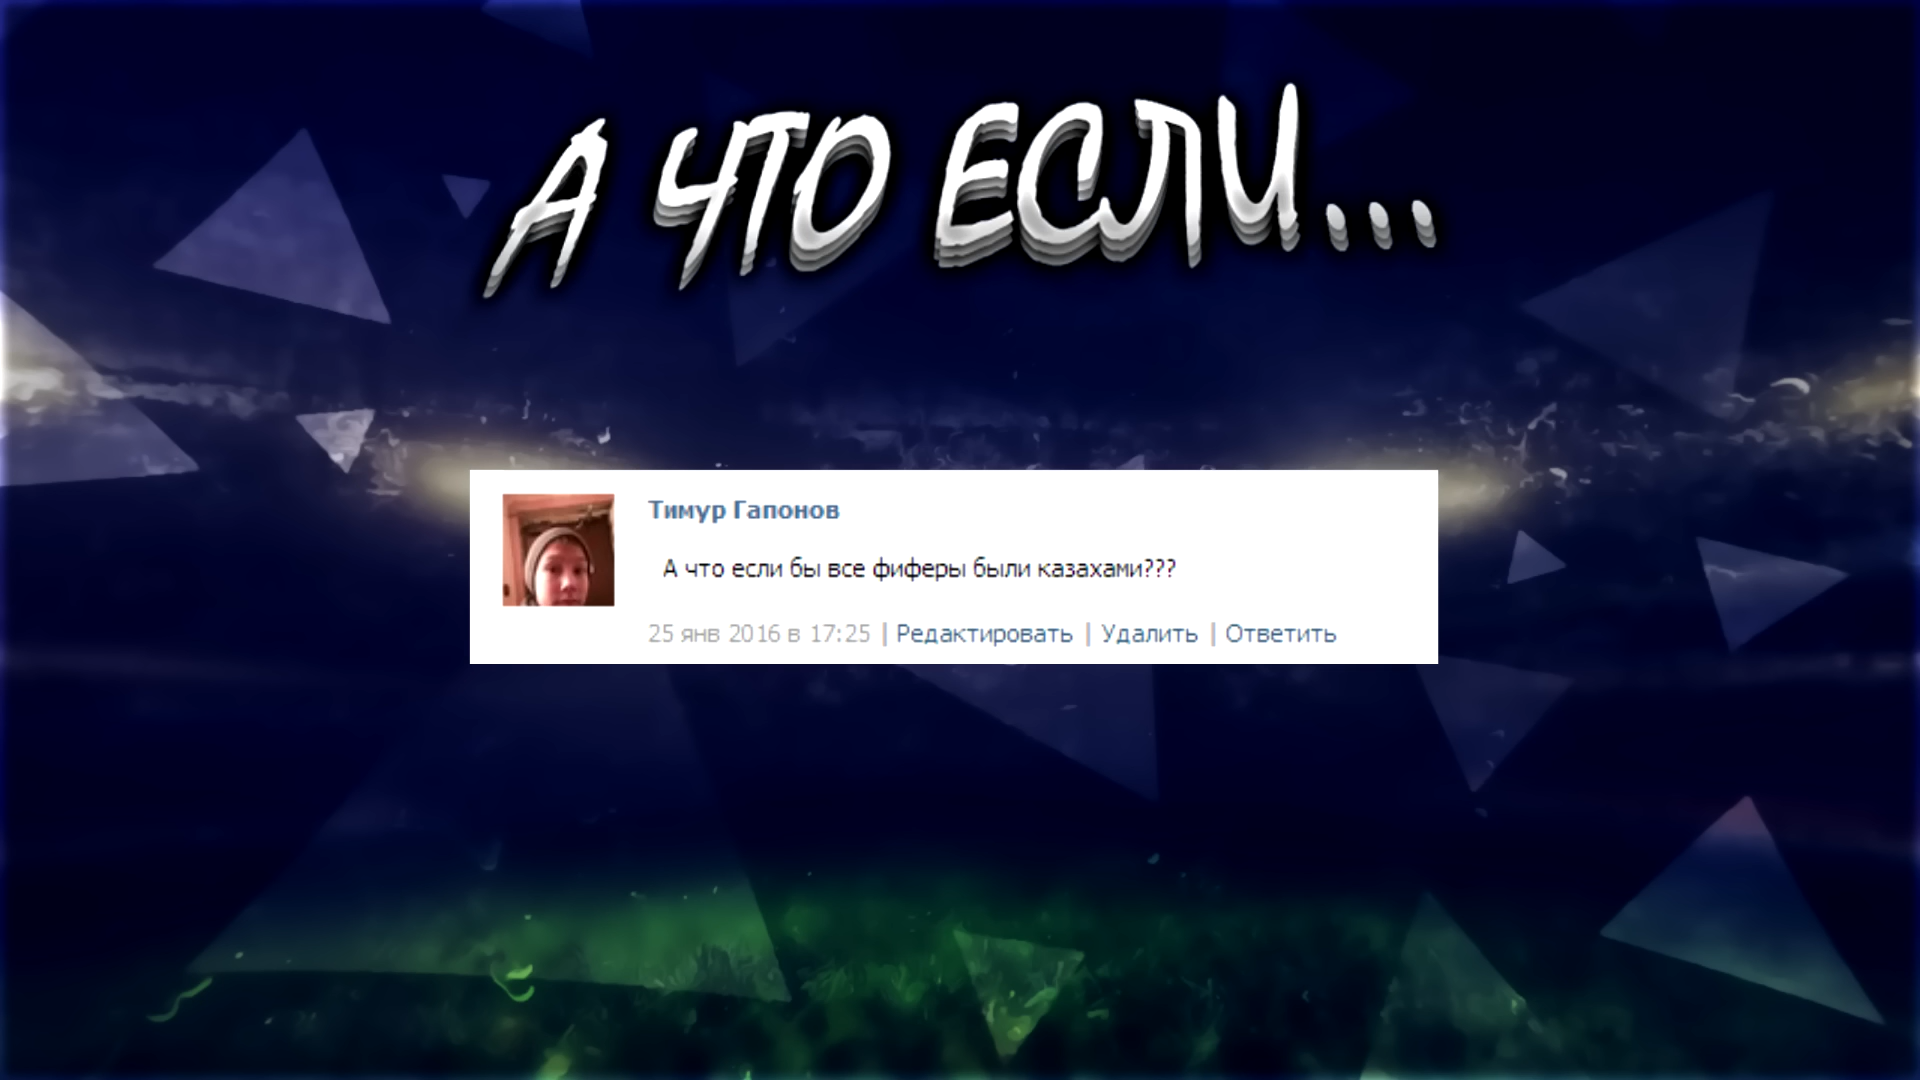 А ЧТО ЕСЛИ...
Тимур Гапонов
А что если бы все фиферы были казахами???
25 янв 2016 в 17:25 | Редактировать | Удалить | Ответить